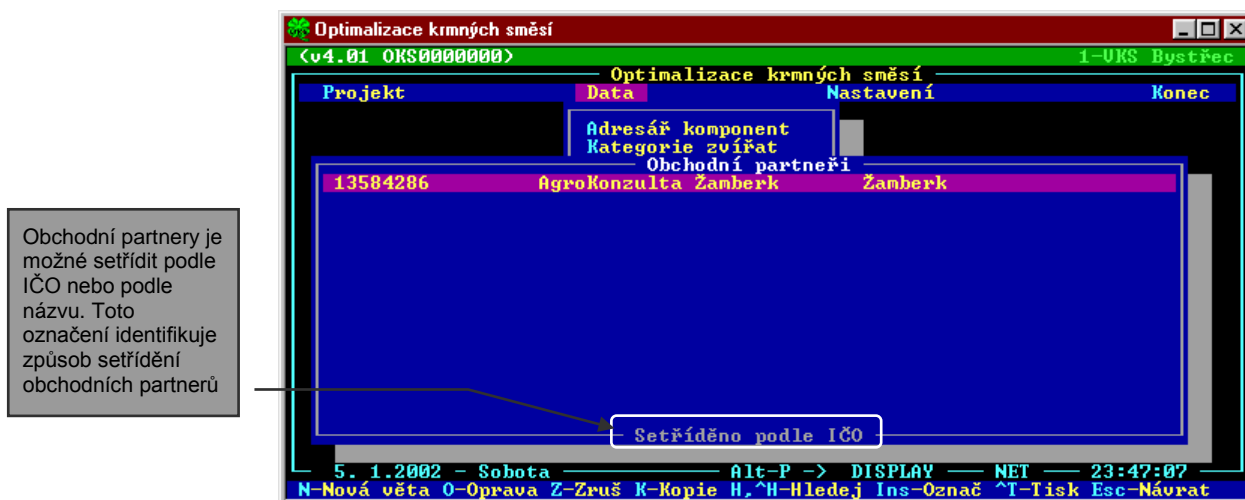 Optimalizace krmných směsí
(v4.01 OKS0000000) 1-VKS Bystřec
Optimalizace krmných směsí
Projekt Data Nastavení Konec
Adresář komponent
Kategorie zvířat
Obchodní partneři
13584286 AgroKonzulta Žamberk Žamberk
Obchodní partnery je
možné setřídit podle
IČO nebo podle
názvu. Toto
označení identifikuje
způsob setřídění
obchodních partnerů
Setříděno podle IČO
5. 1.2002 - Sobota Alt-P -> DISPLAY NET 23:47:07
N-Nová věta O-Oprava Z-Zruš K-Kopie H,^H-Hledej Ins-Označ ^T-Tisk Esc-Návrat